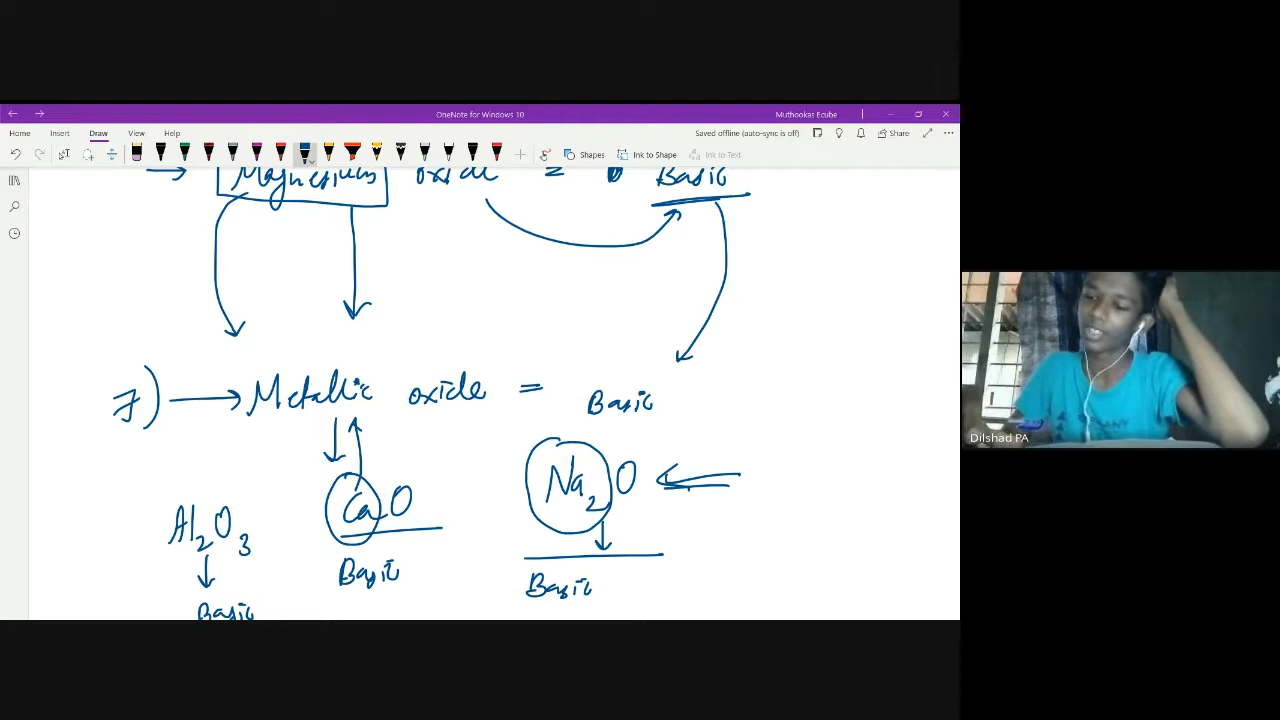 OneNote for Windows 10
Muthookas Ecube
Home Insert Draw View Help
Saved offline (auto-sync is off)
Share
Shapes
Ink to Shape
Ink to Text
→ Magnesium oxide = Basic
7) → Metallic oxide = Basic
Al2O3
CaO
Na2O
Basic
Basic
Basic
Dilshad PA